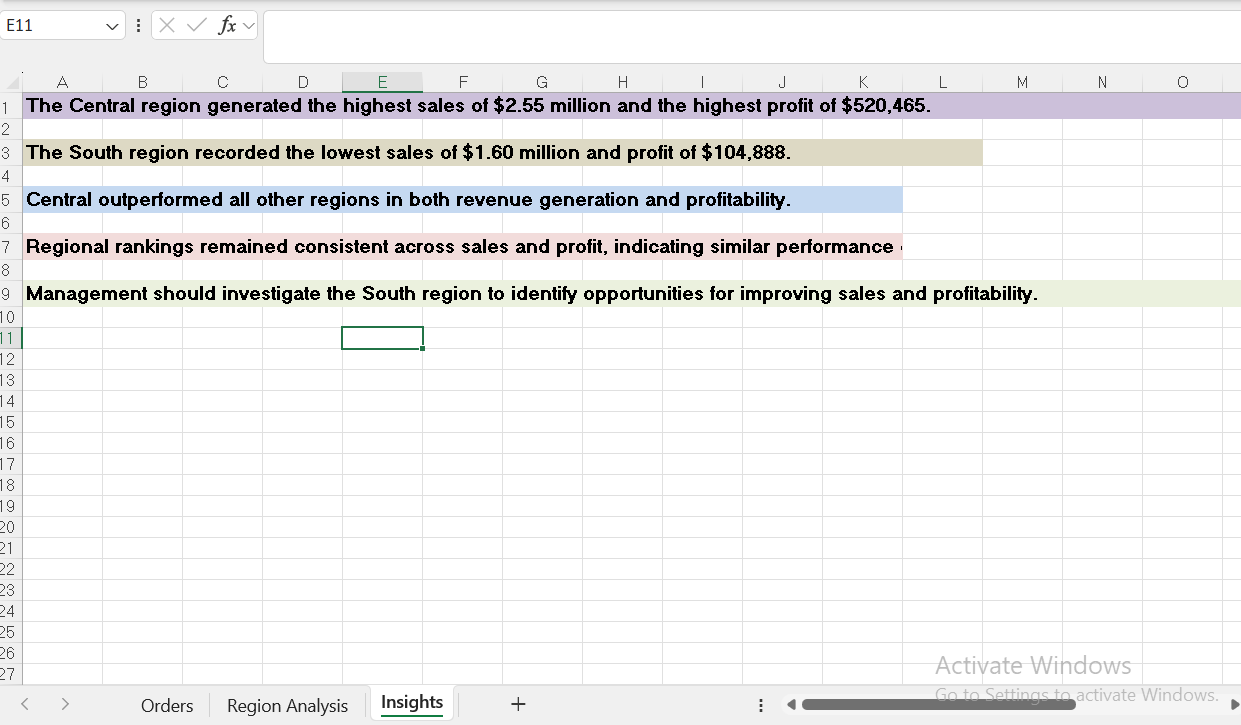 E11
fx
A B C D E F G H I J K L M N O
1 The Central region generated the highest sales of $2.55 million and the highest profit of $520,465.
2
3 The South region recorded the lowest sales of $1.60 million and profit of $104,888.
4
5 Central outperformed all other regions in both revenue generation and profitability.
6
7 Regional rankings remained consistent across sales and profit, indicating similar performance
8
9 Management should investigate the South region to identify opportunities for improving sales and profitability.
10
11
12
13
14
15
16
17
18
19
20
21
22
23
24
25
26
27
Activate Windows
Go to Settings to activate Windows.
Orders Region Analysis Insights +